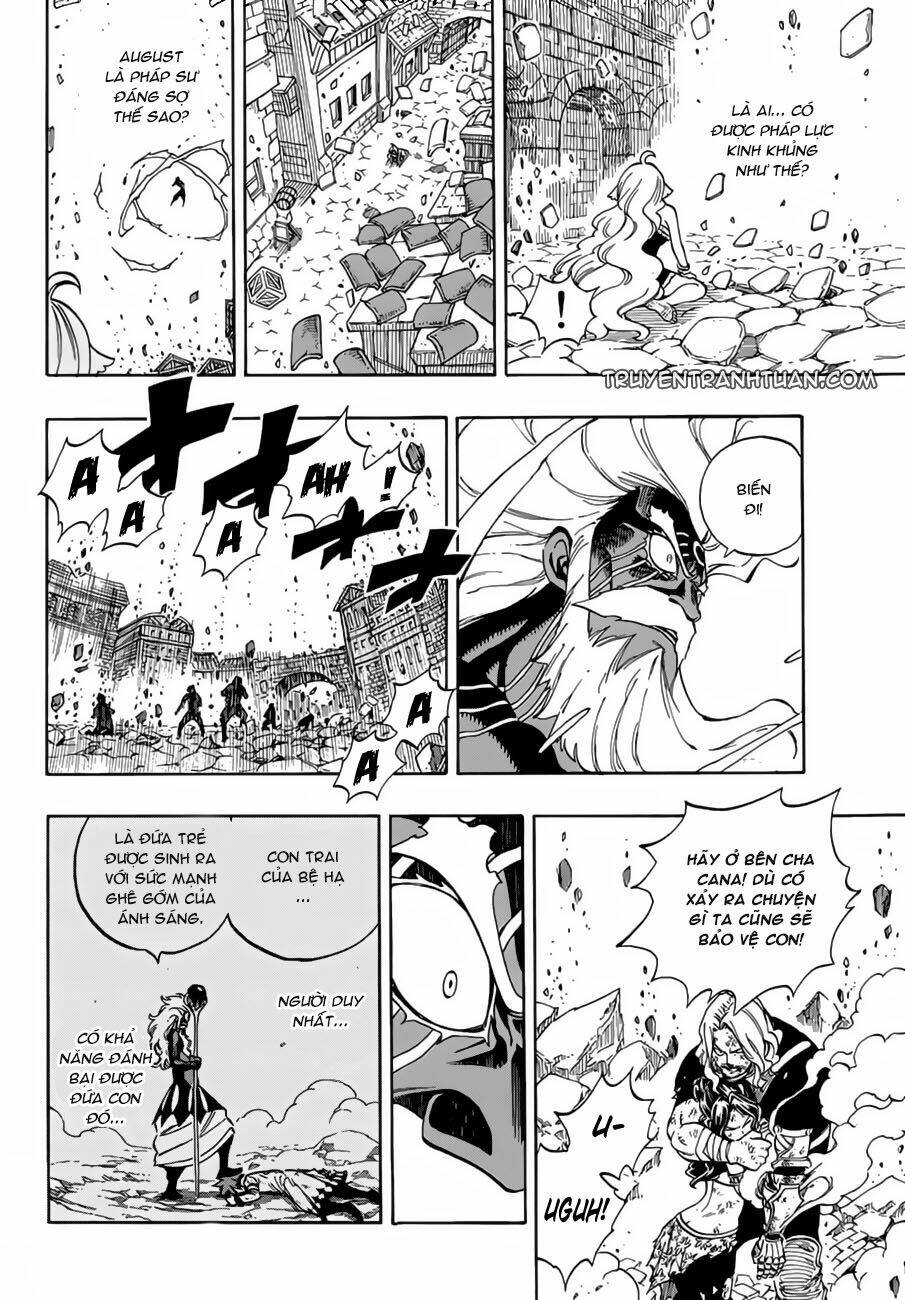 LÀ AI... CÓ
ĐƯỢC PHÁP LỰC
KINH KHỦNG
NHƯ THẾ?
!
AUGUST
LÀ PHÁP SƯ
ĐÁNG SỢ
THẾ SAO?
TRUYENTRANHTUAN.COM
BIẾN
ĐI!
A
A
A
AH
!
A
A
A
HÃY Ở BÊN CHA
CANA! DÙ CÓ
XẢY RA CHUYỆN
GÌ TA CŨNG SẼ
BẢO VỆ CON!
U-
UGUH!
CON TRAI
CỦA BỆ HẠ
...
LÀ ĐỨA TRẺ
ĐƯỢC SINH RA
VỚI SỨC MẠNH
GHÊ GỚM CỦA
ÁNH SÁNG.
NGƯỜI DUY
NHẤT...
CÓ KHẢ
NĂNG ĐÁNH
BẠI ĐƯỢC
ĐỨA CON
ĐÓ...